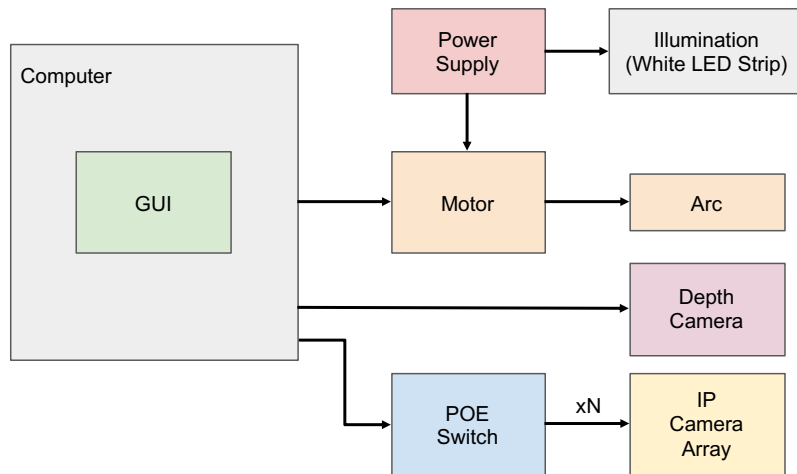 Power
Supply
Illumination
(White LED Strip)
Computer
GUI
Motor
Arc
Depth
Camera
POE
Switch
xN
IP
Camera
Array